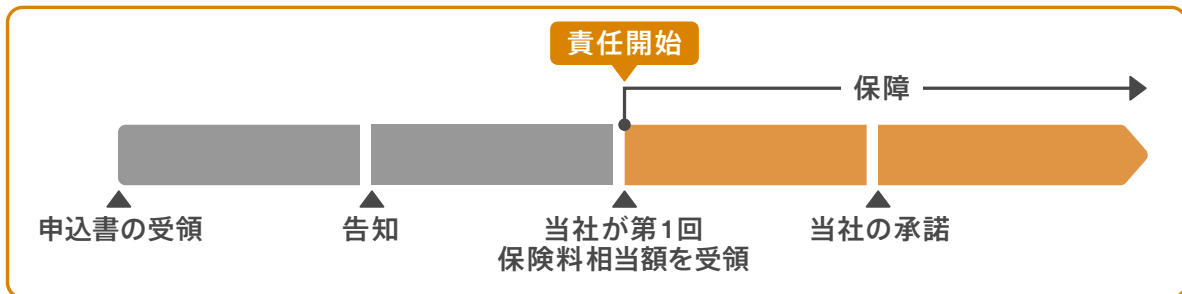 責任開始
保障
申込書の受領
告知
当社が第1回
保険料相当額を受領
当社の承諾